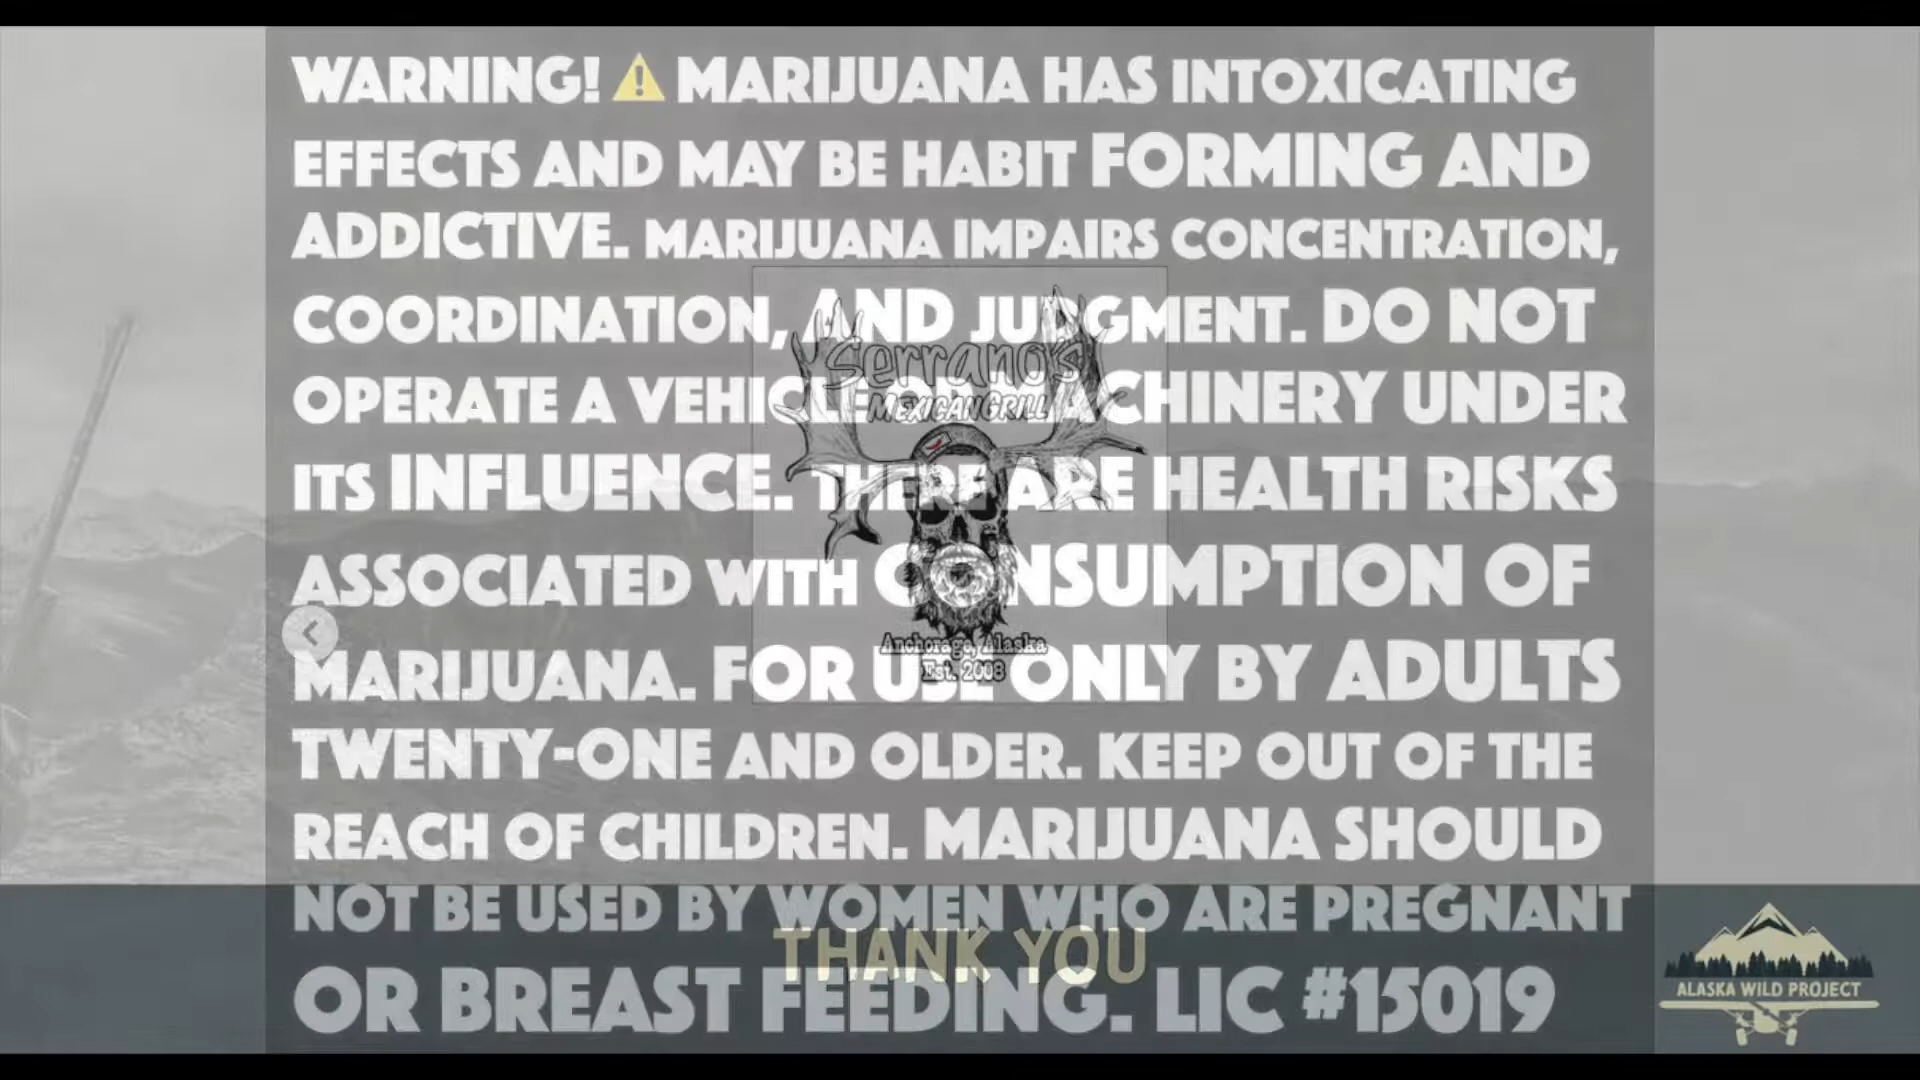 WARNING! ⚠ MARIJUANA HAS INTOXICATING
EFFECTS AND MAY BE HABIT FORMING AND
ADDICTIVE. MARIJUANA IMPAIRS CONCENTRATION,
COORDINATION, AND JUDGMENT. DO NOT
OPERATE A VEHICLE OR MACHINERY UNDER
ITS INFLUENCE. THERE ARE HEALTH RISKS
ASSOCIATED WITH CONSUMPTION OF
MARIJUANA. FOR USE ONLY BY ADULTS
TWENTY-ONE AND OLDER. KEEP OUT OF THE
REACH OF CHILDREN. MARIJUANA SHOULD
NOT BE USED BY WOMEN WHO ARE PREGNANT
OR BREAST FEEDING. LIC #15019
Serrano's
MEXICAN GRILL
Anchorage, Alaska
Est. 2008
THANK YOU
ALASKA WILD PROJECT